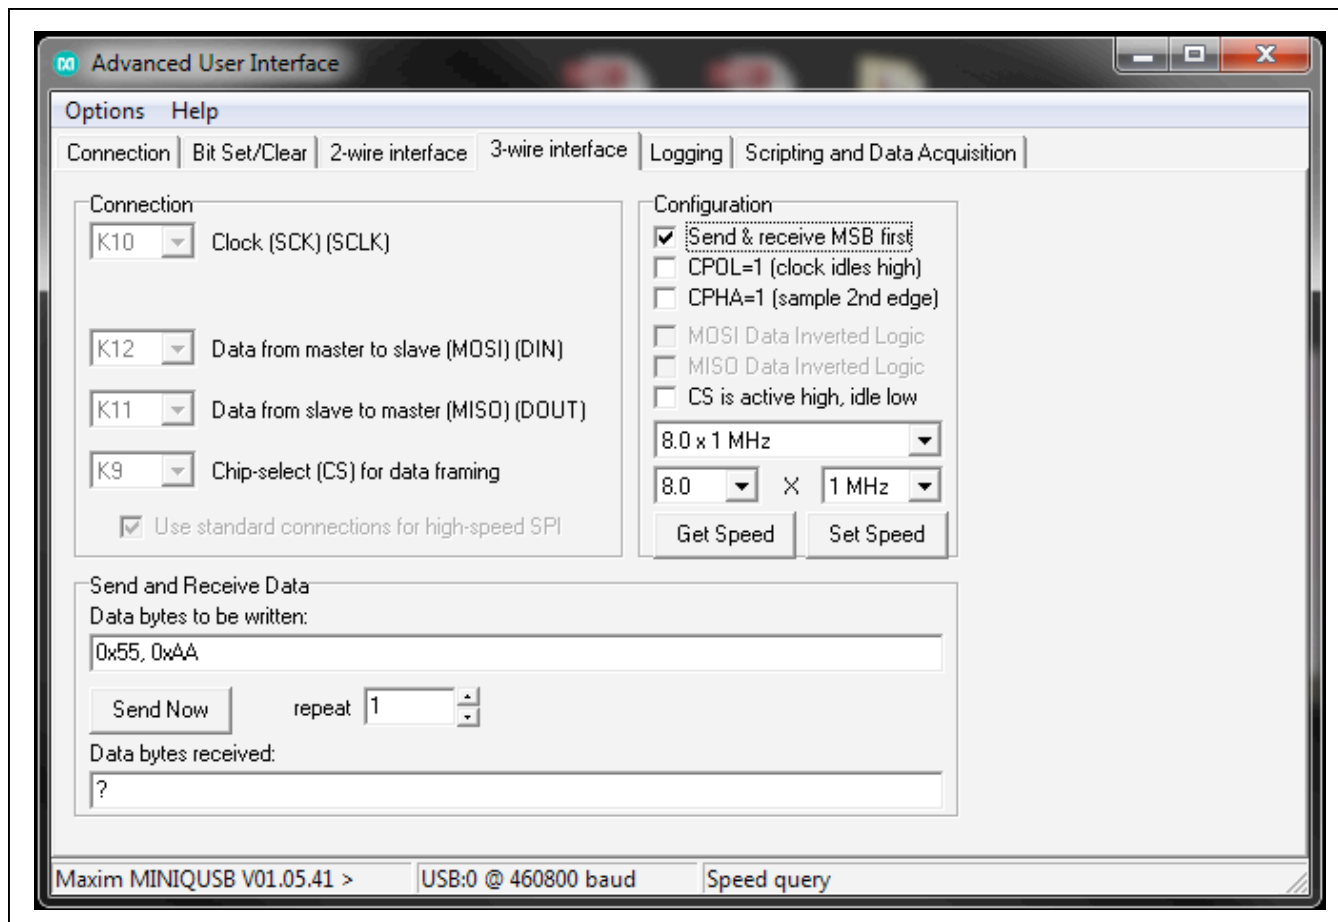 Advanced User Interface
Options Help
Connection Bit Set/Clear 2-wire interface 3-wire interface Logging Scripting and Data Acquisition
Connection
K10 Clock (SCK) (SCLK)
K12 Data from master to slave (MOSI) (DIN)
K11 Data from slave to master (MISO) (DOUT)
K9 Chip-select (CS) for data framing
Use standard connections for high-speed SPI
Configuration
Send & receive MSB first
CPOL=1 (clock idles high)
CPHA=1 (sample 2nd edge)
MOSI Data Inverted Logic
MISO Data Inverted Logic
CS is active high, idle low
8.0 x 1 MHz
8.0 X 1 MHz
Get Speed Set Speed
Send and Receive Data
Data bytes to be written:
0x55, 0xAA
Send Now repeat 1
Data bytes received:
?
Maxim MINIQUSB V01.05.41 > USB:0 @ 460800 baud Speed query